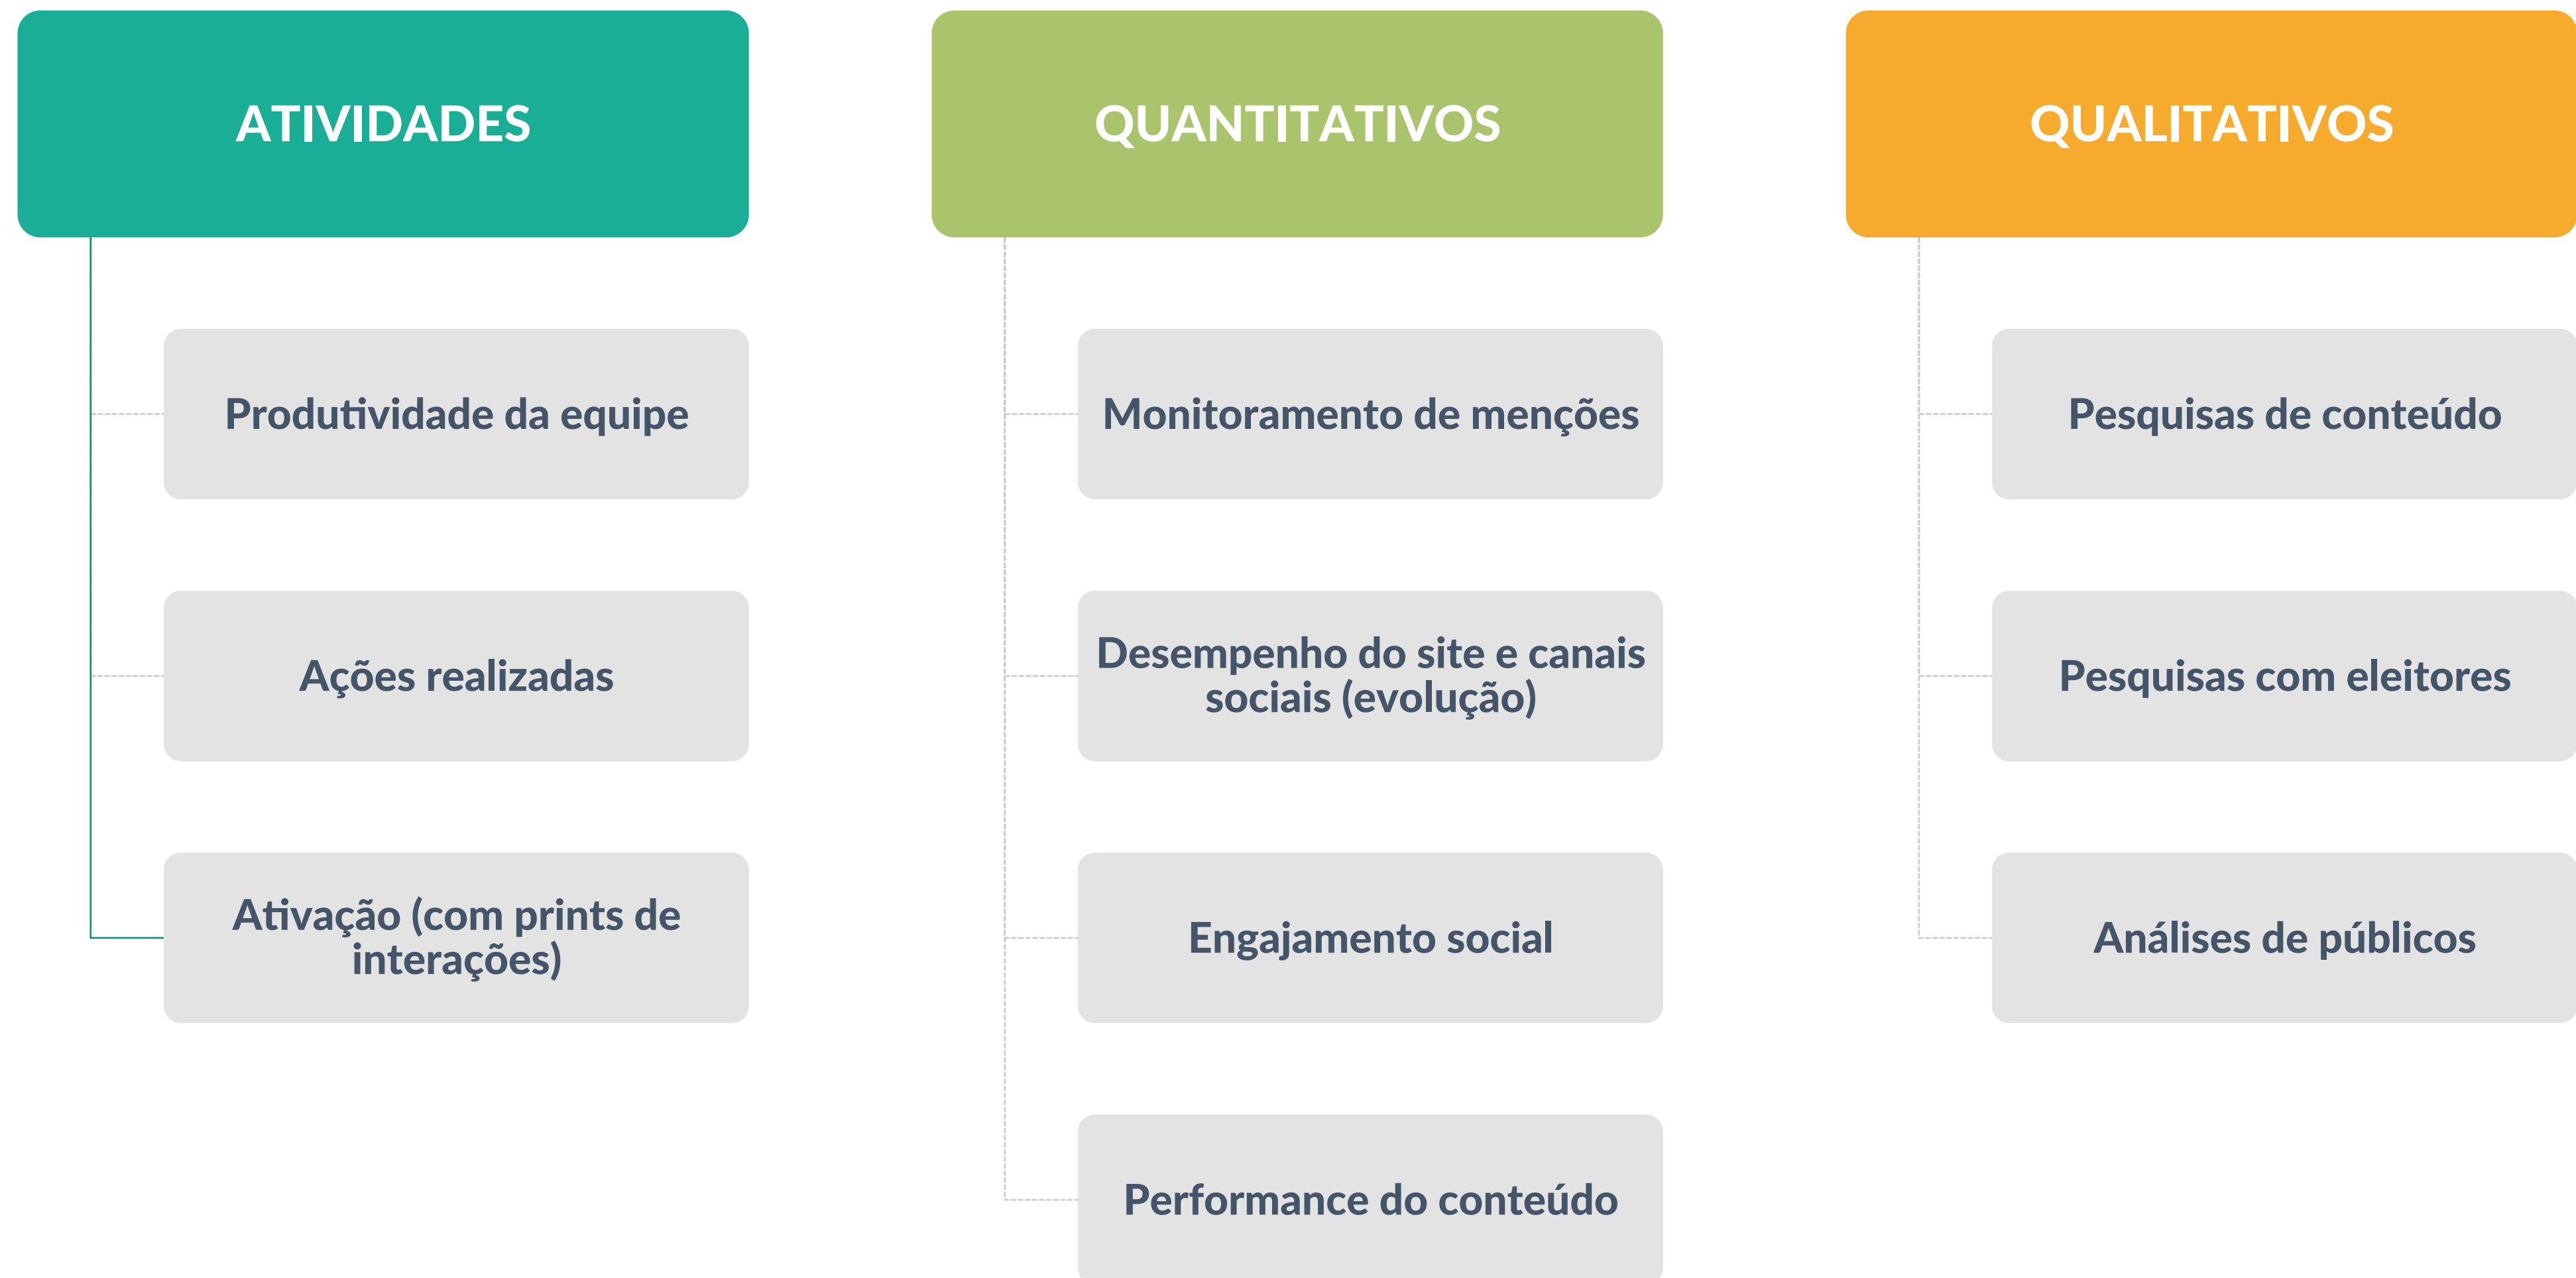 ATIVIDADES
Produtividade da equipe
Ações realizadas
Ativação (com prints de
interações)
QUANTITATIVOS
Monitoramento de menções
Desempenho do site e canais
sociais (evolução)
Engajamento social
Performance do conteúdo
QUALITATIVOS
Pesquisas de conteúdo
Pesquisas com eleitores
Análises de públicos